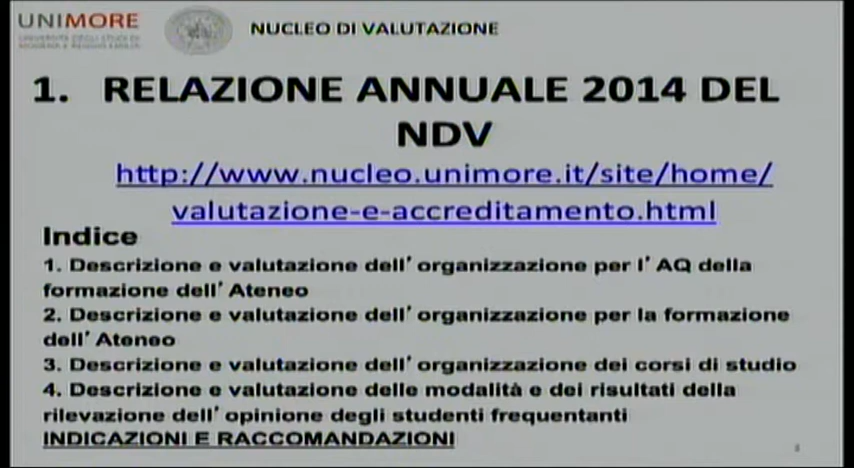 UNIMORE
UNIVERSITÀ DEGLI STUDI DI
MODENA E REGGIO EMILIA
NUCLEO DI VALUTAZIONE
1. RELAZIONE ANNUALE 2014 DEL
NDV
http://www.nucleo.unimore.it/site/home/
valutazione-e-accreditamento.html
Indice
1. Descrizione e valutazione dell’ organizzazione per l’ AQ della
formazione dell’ Ateneo
2. Descrizione e valutazione dell’ organizzazione per la formazione
dell’ Ateneo
3. Descrizione e valutazione dell’ organizzazione dei corsi di studio
4. Descrizione e valutazione delle modalità e dei risultati della
rilevazione dell’ opinione degli studenti frequentanti
INDICAZIONI E RACCOMANDAZIONI